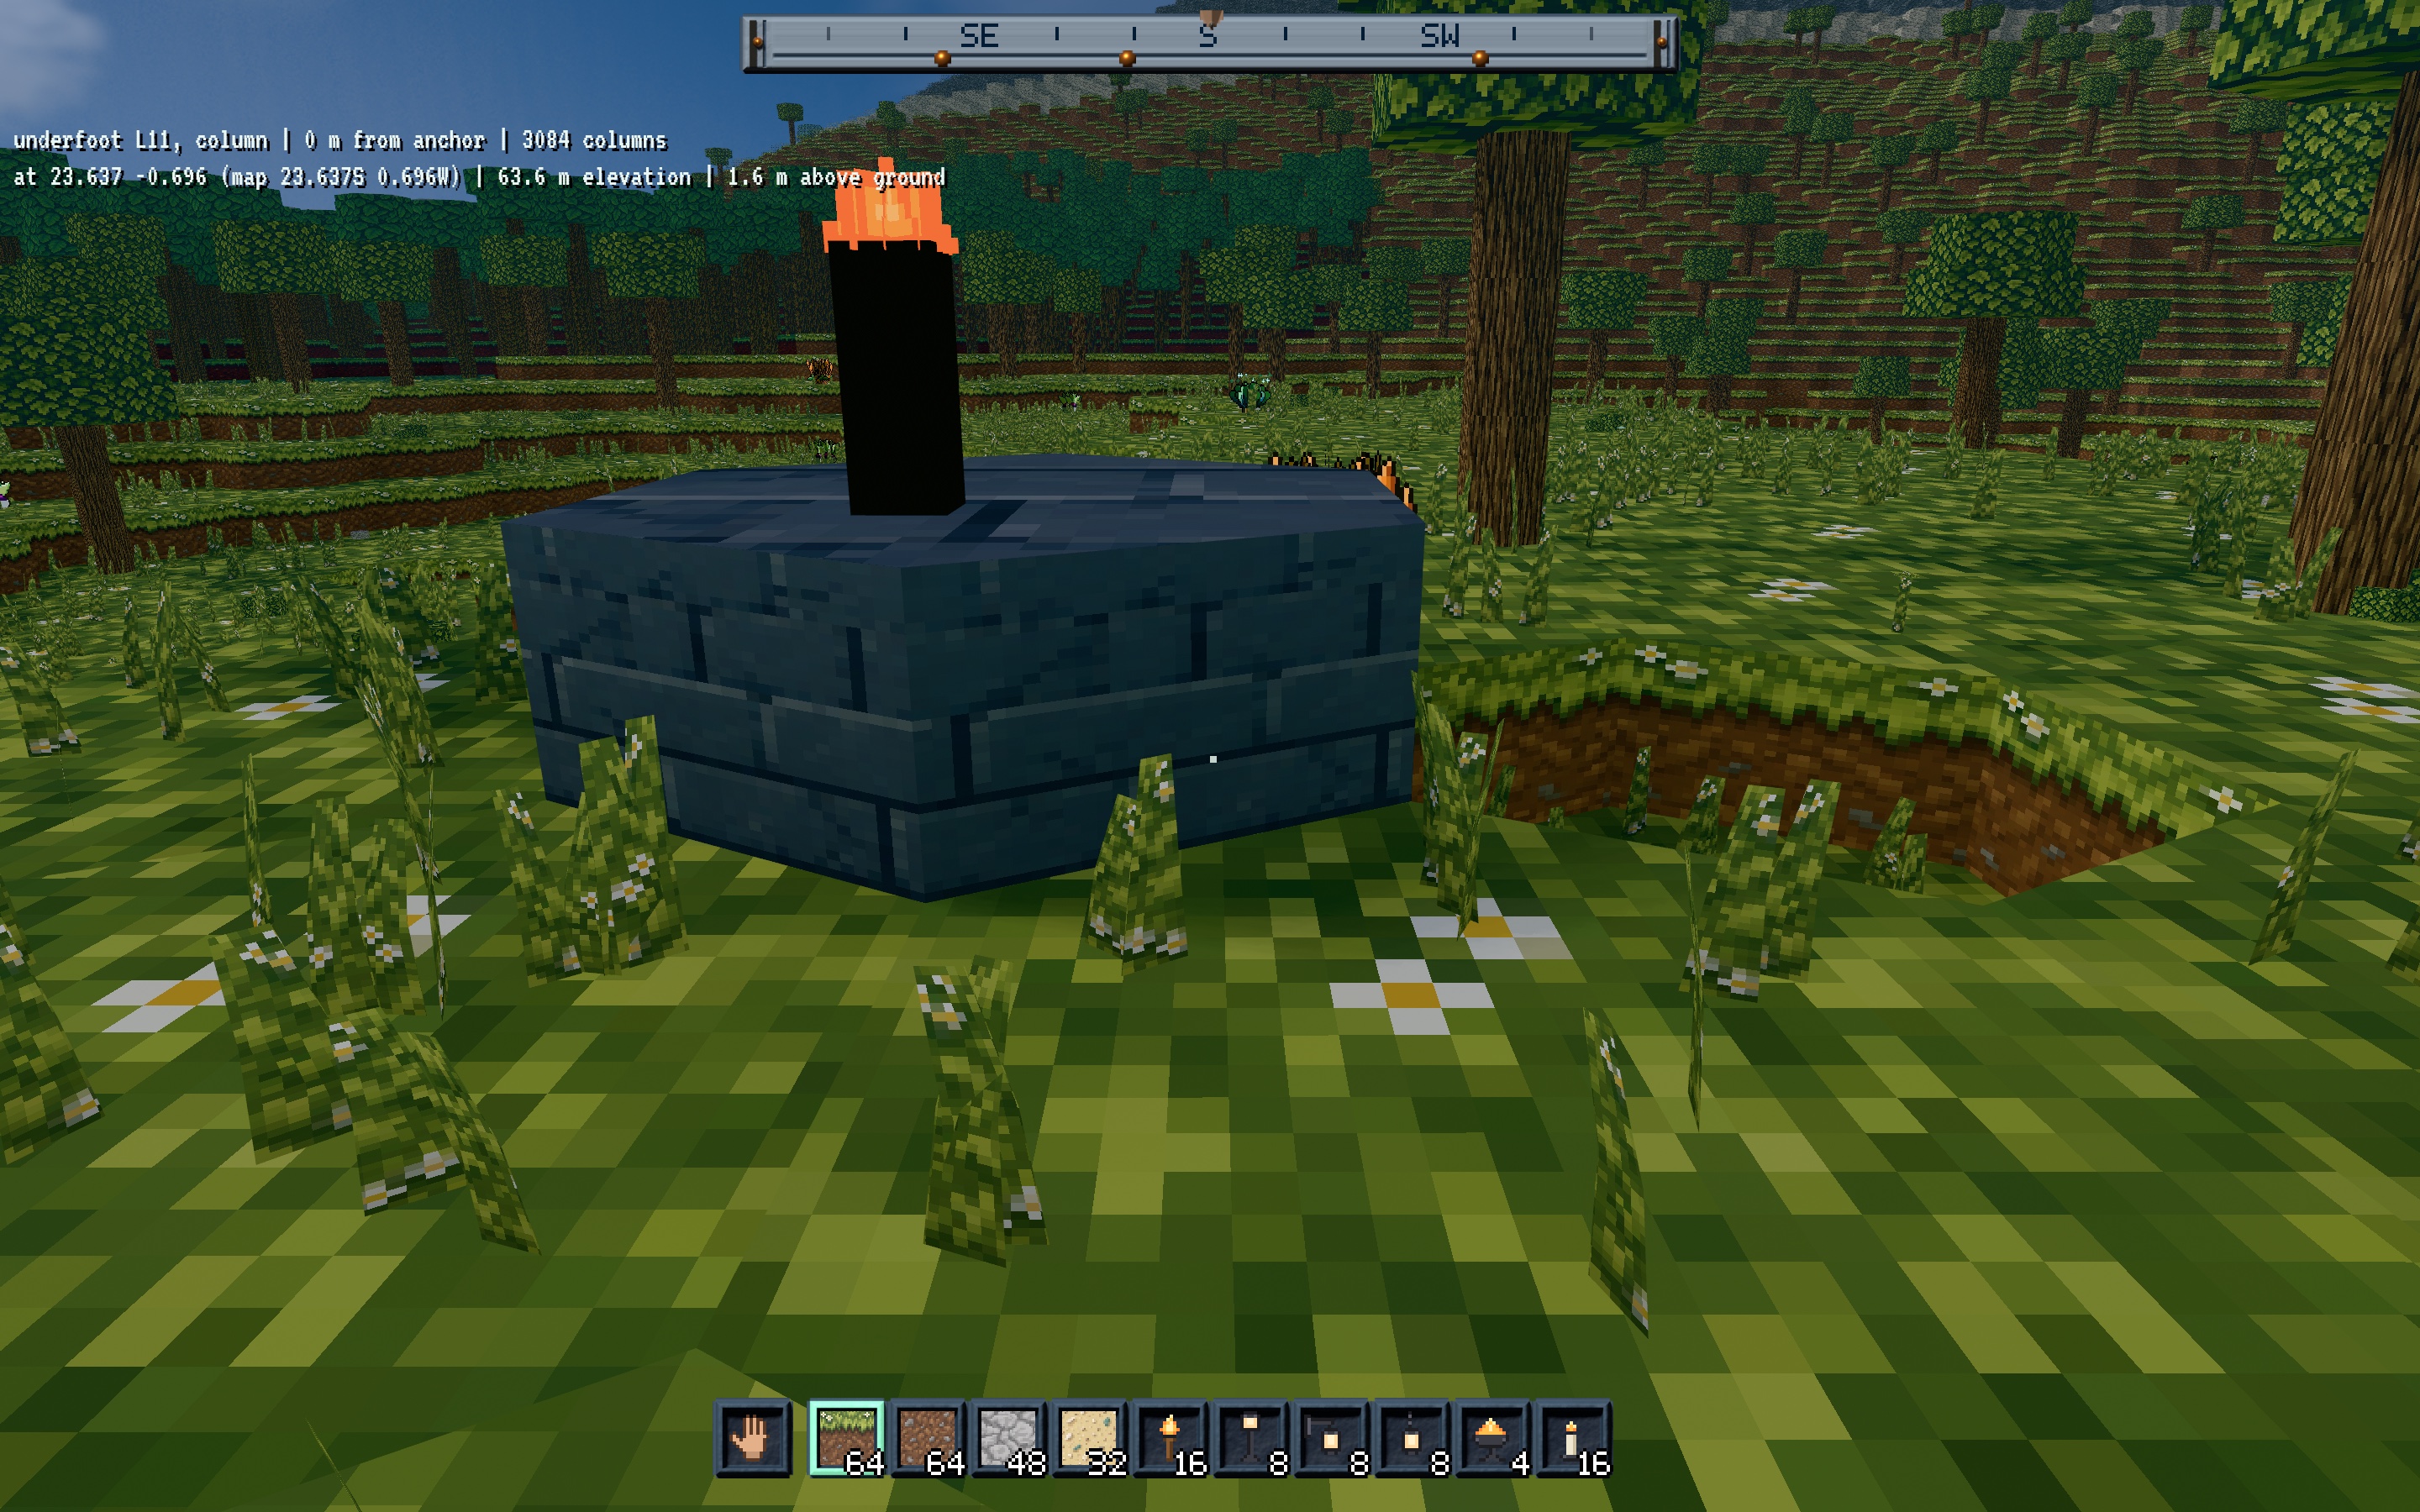 SE S SW
underfoot L11, column | 0 m from anchor | 3084 columns
at 23.637 -0.696 (map 23.637S 0.696W) | 63.6 m elevation | 1.6 m above ground
64 64 48 32 16 8 8 8 4 16